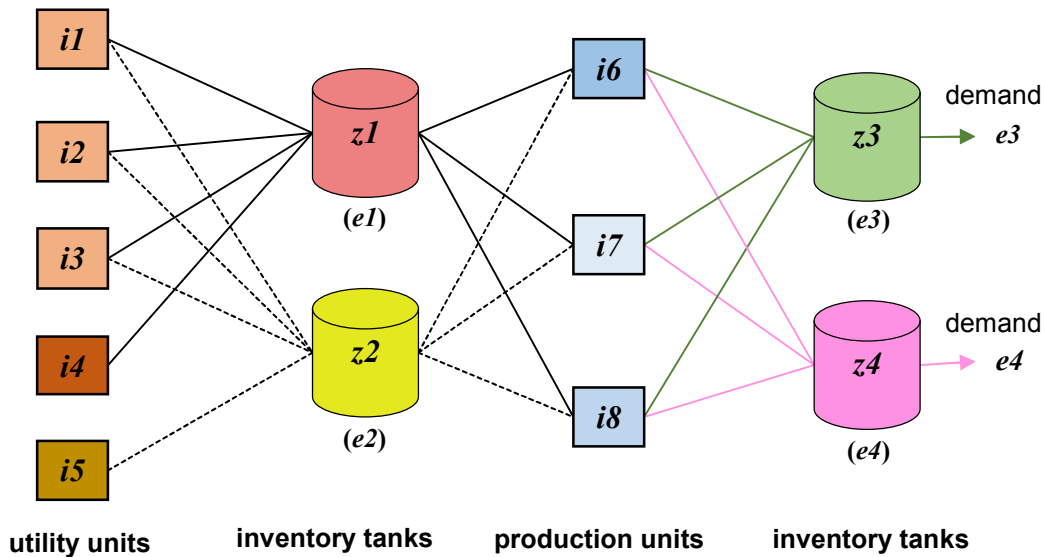 i1
i2
i3
i4
i5
z1
(e1)
z2
(e2)
i6
i7
i8
z3
(e3)
z4
(e4)
demand
e3
demand
e4
utility units
inventory tanks
production units
inventory tanks